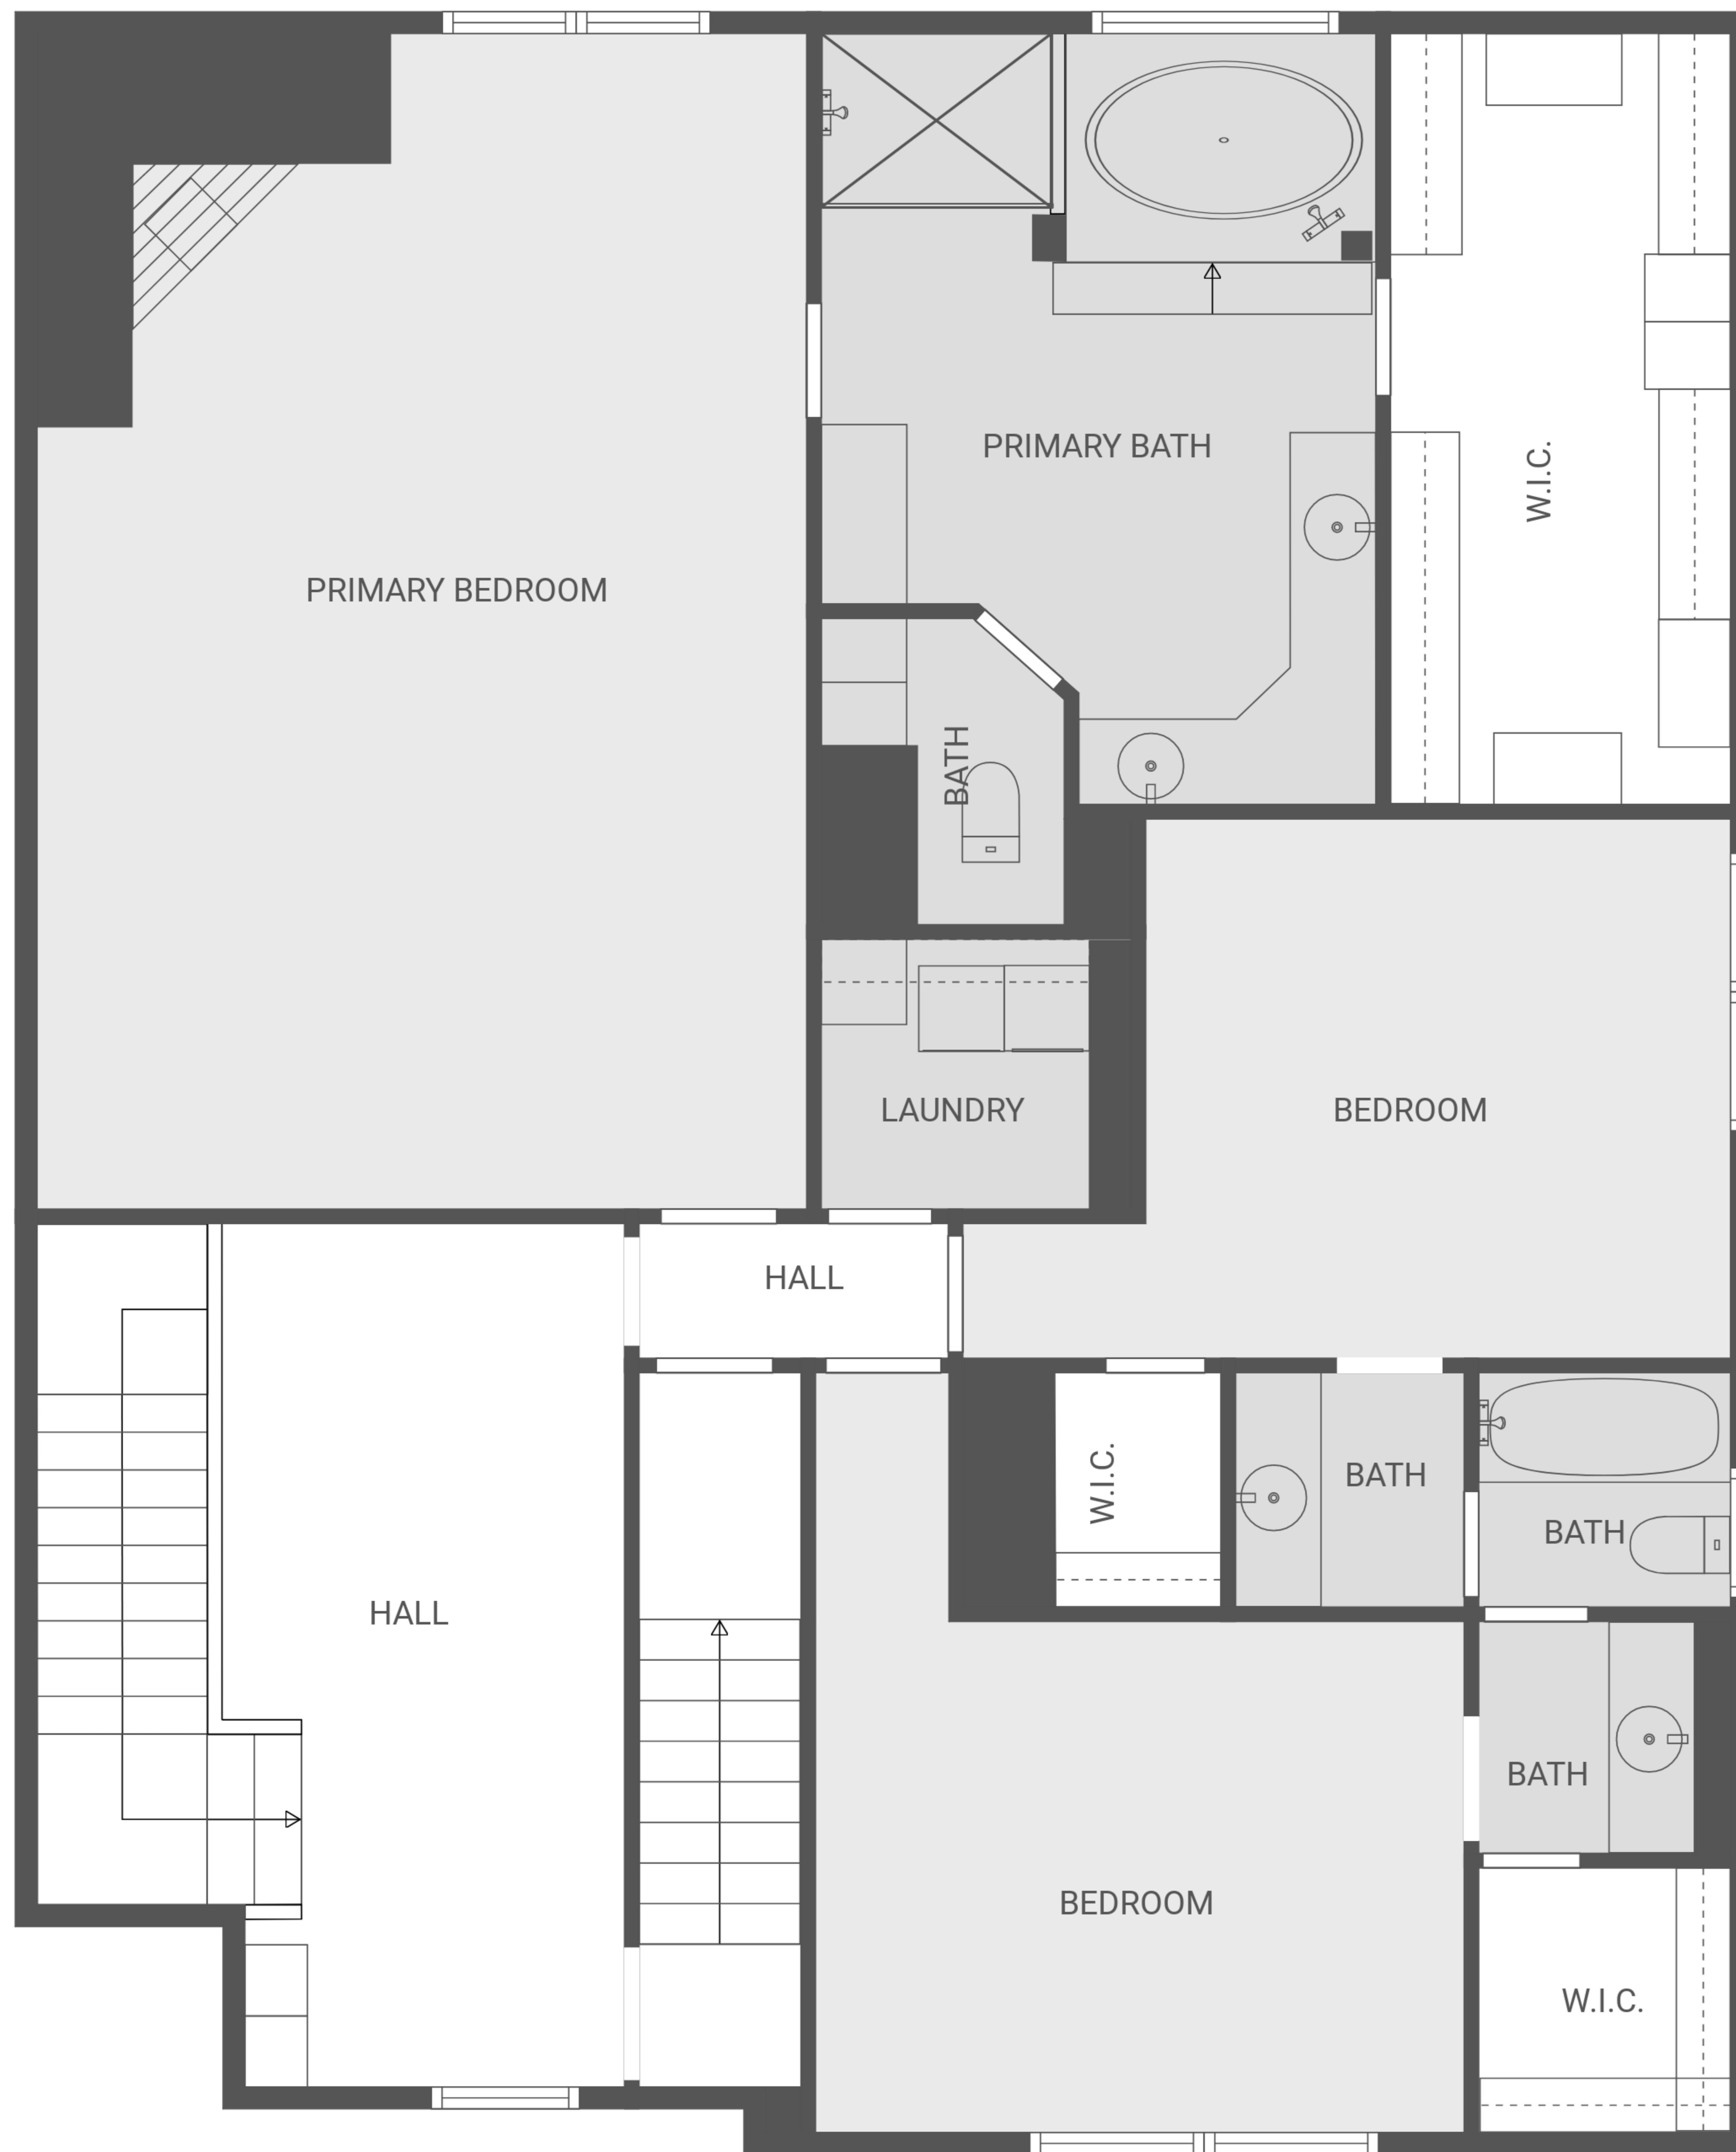 PRIMARY BATH
W.I.C.
PRIMARY BEDROOM
BATH
LAUNDRY
BEDROOM
HALL
W.I.C.
BATH
BATH
HALL
BATH
BEDROOM
W.I.C.